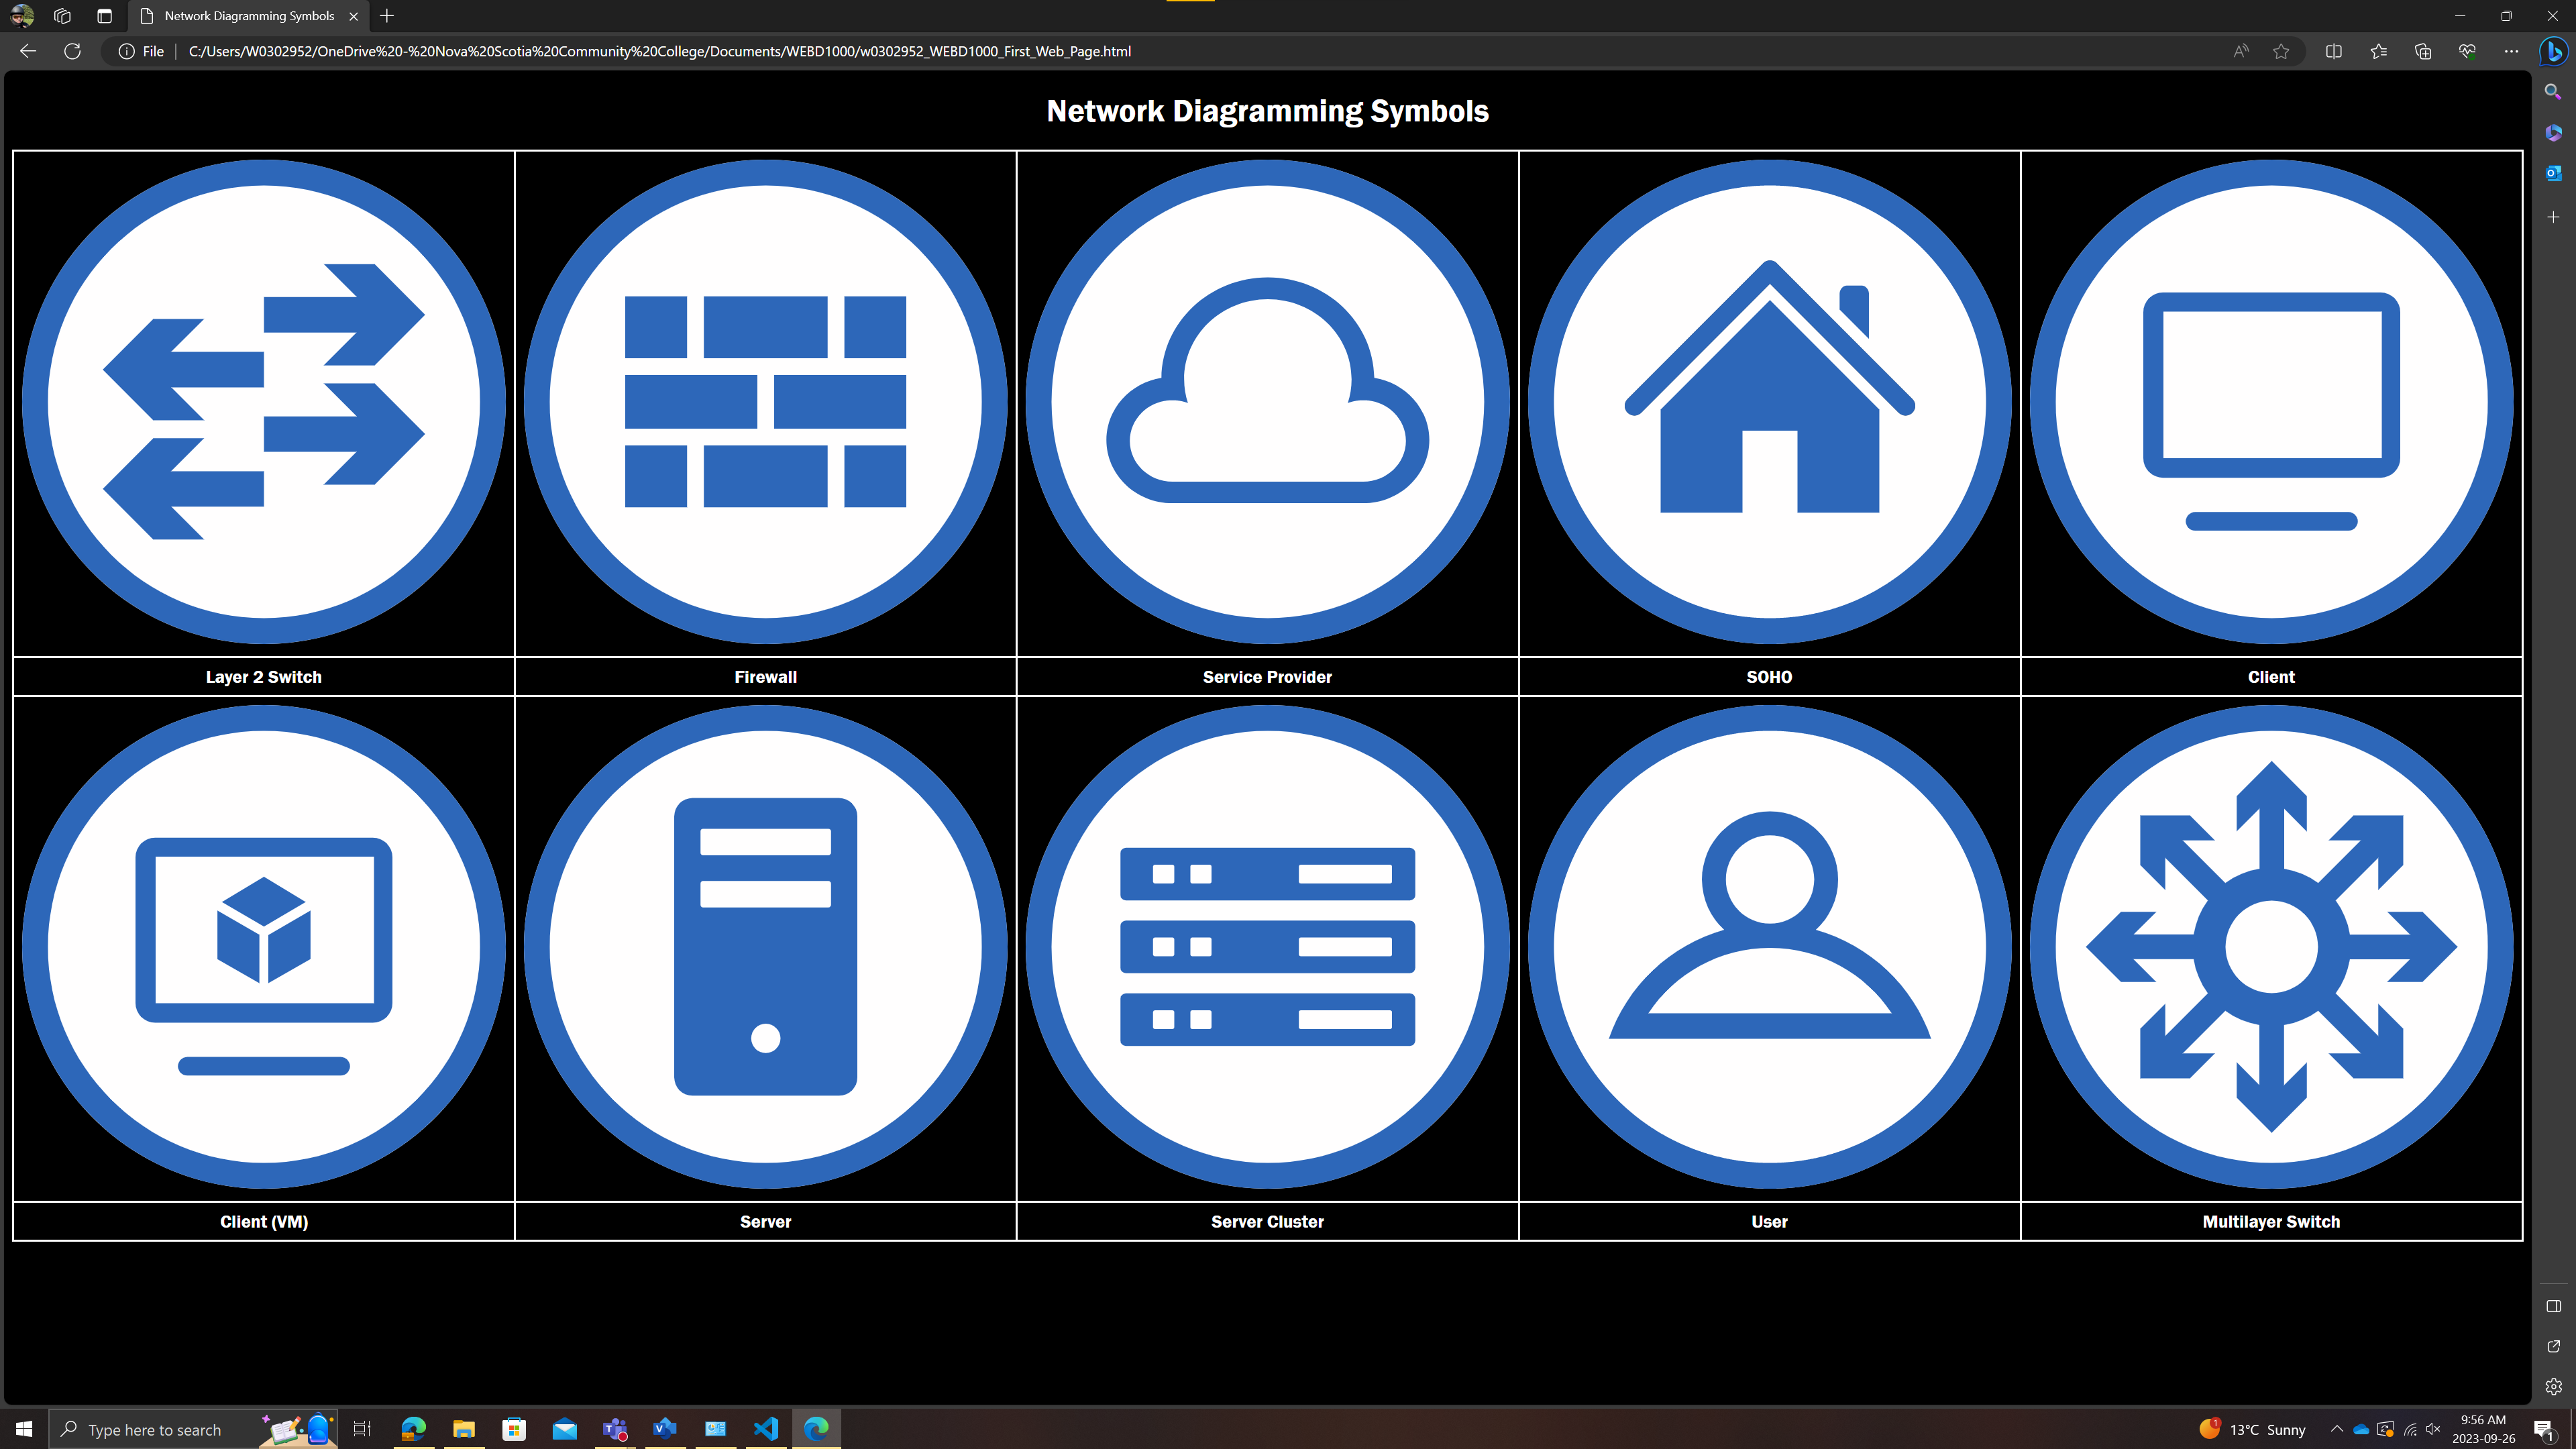 Network Diagramming Symbols
File C:/Users/W0302952/OneDrive%20-%20Nova%20Scotia%20Community%20College/Documents/WEBD1000/w0302952_WEBD1000_First_Web_Page.html
Network Diagramming Symbols
Layer 2 Switch Firewall Service Provider SOHO Client
Client (VM) Server Server Cluster User Multilayer Switch
Type here to search 1 13°C Sunny 9:56 AM
2023-09-26 1